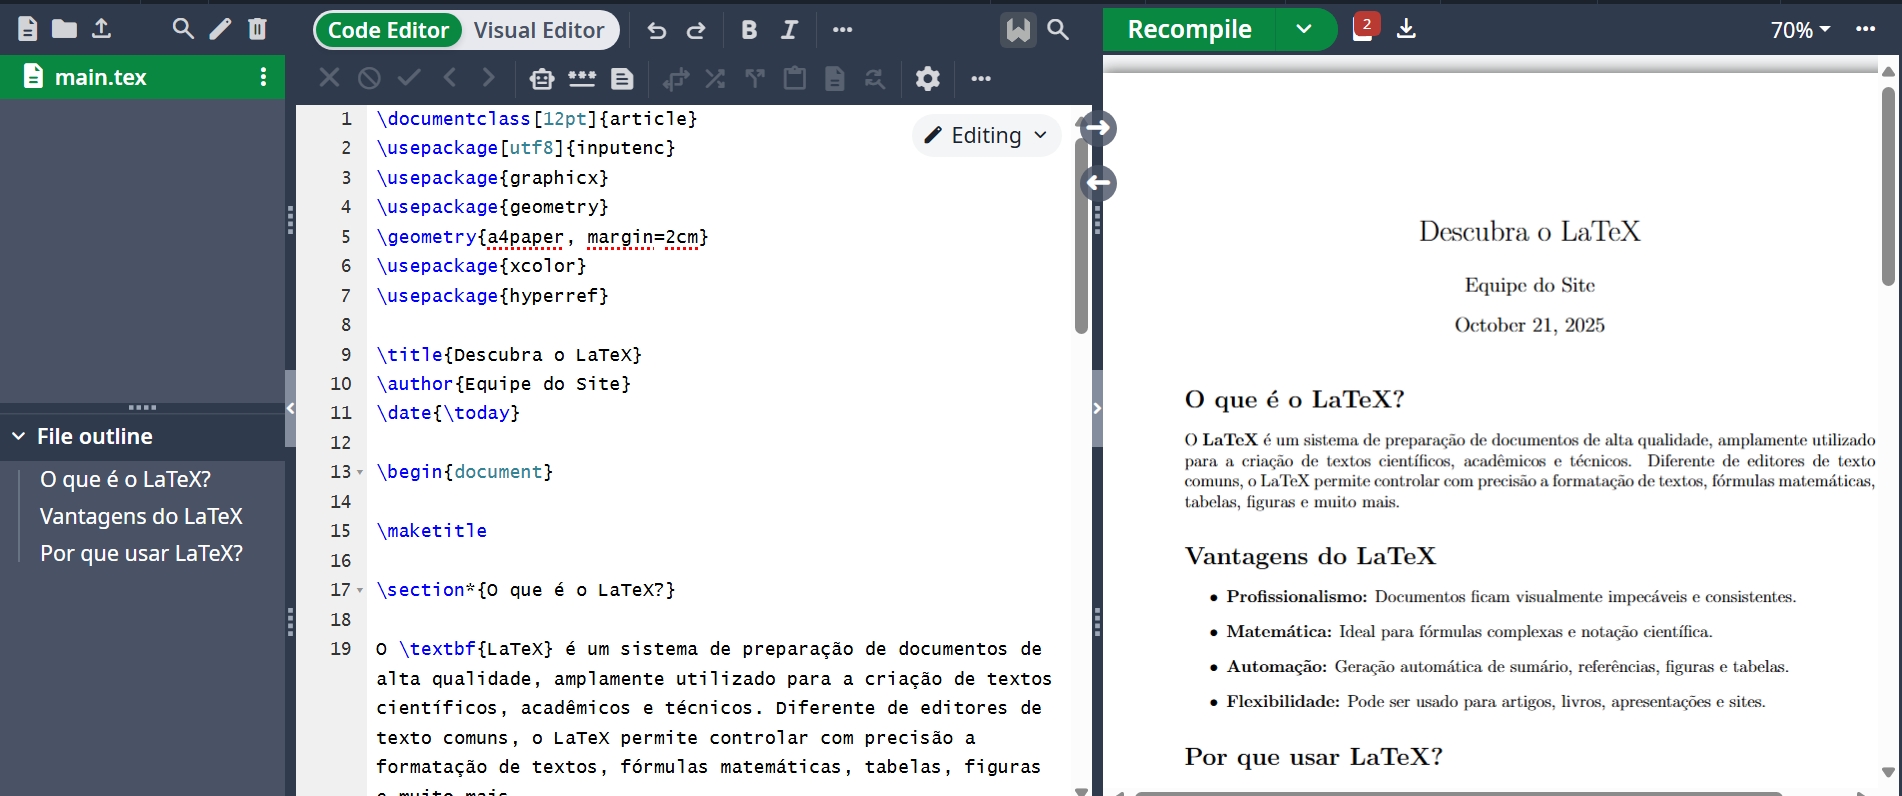 Code Editor Visual Editor
Recompile
2
70%
main.tex
Editing
1 \documentclass[12pt]{article}
2 \usepackage[utf8]{inputenc}
3 \usepackage{graphicx}
4 \usepackage{geometry}
5 \geometry{a4paper, margin=2cm}
6 \usepackage{xcolor}
7 \usepackage{hyperref}
8
9 \title{Descubra o LaTeX}
10 \author{Equipe do Site}
11 \date{\today}
12
13 \begin{document}
14
15 \maketitle
16
17 \section*{O que é o LaTeX?}
18
19 O \textbf{LaTeX} é um sistema de preparação de documentos de
alta qualidade, amplamente utilizado para a criação de textos
científicos, acadêmicos e técnicos. Diferente de editores de
texto comuns, o LaTeX permite controlar com precisão a
formatação de textos, fórmulas matemáticas, tabelas, figuras
e muito mais.
File outline
O que é o LaTeX?
Vantagens do LaTeX
Por que usar LaTeX?
Descubra o LaTeX
Equipe do Site
October 21, 2025
O que é o LaTeX?
O LaTeX é um sistema de preparação de documentos de alta qualidade, amplamente utilizado
para a criação de textos científicos, acadêmicos e técnicos. Diferente de editores de texto
comuns, o LaTeX permite controlar com precisão a formatação de textos, fórmulas matemáticas,
tabelas, figuras e muito mais.
Vantagens do LaTeX
• Profissionalismo: Documentos ficam visualmente impecáveis e consistentes.
• Matemática: Ideal para fórmulas complexas e notação científica.
• Automação: Geração automática de sumário, referências, figuras e tabelas.
• Flexibilidade: Pode ser usado para artigos, livros, apresentações e sites.
Por que usar LaTeX?